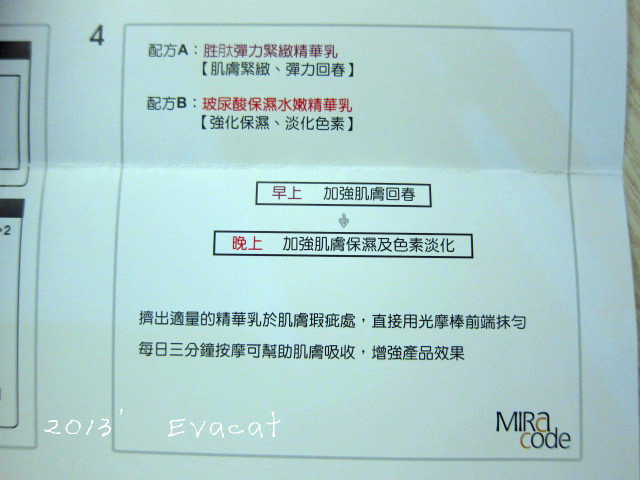 4
配方A：胜肽彈力緊緻精華乳
【肌膚緊緻、彈力回春】
配方B：玻尿酸保濕水嫩精華乳
【強化保濕、淡化色素】
早上 加強肌膚回春
晚上 加強肌膚保濕及色素淡化
2
擠出適量的精華乳於肌膚瑕疵處，直接用光摩棒前端抹勻
每日三分鐘按摩可幫助肌膚吸收，增強產品效果
2013' Evacat
MIRa
code